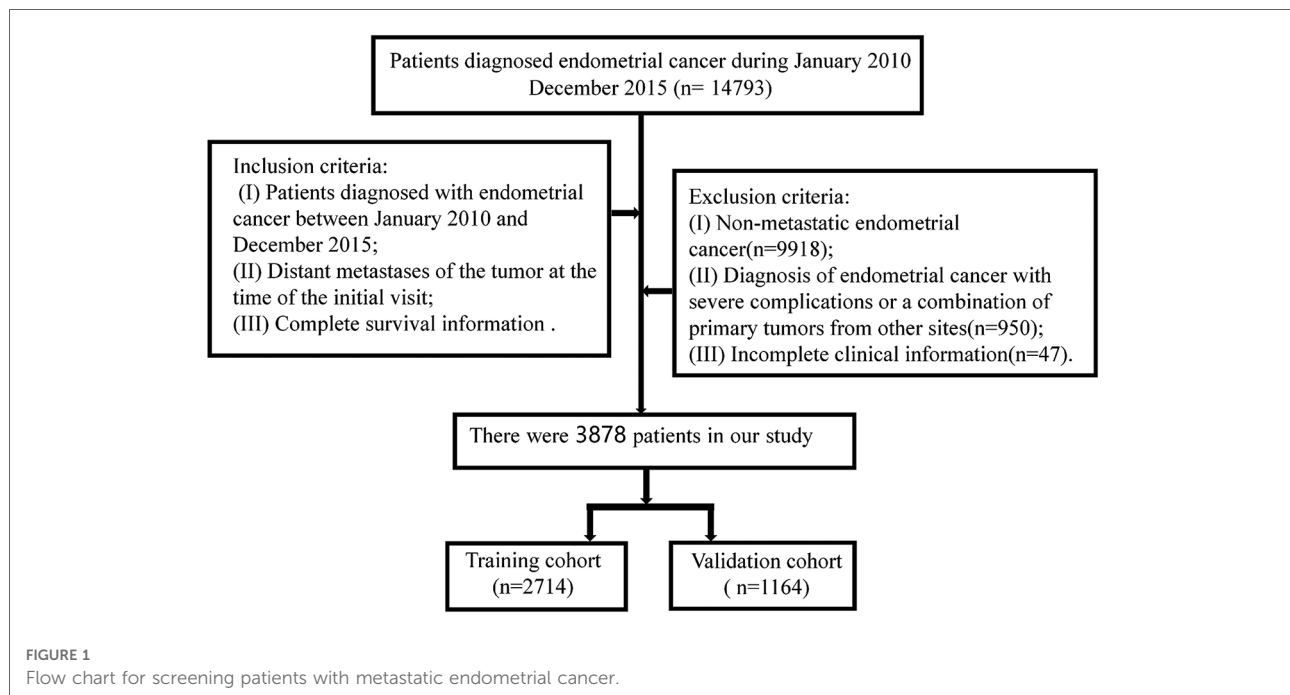 Patients diagnosed endometrial cancer during January 2010
December 2015 (n= 14793)
Inclusion criteria:
(I) Patients diagnosed with endometrial
cancer between January 2010 and
December 2015;
(II) Distant metastases of the tumor at the
time of the initial visit;
(III) Complete survival information .
Exclusion criteria:
(I) Non-metastatic endometrial
cancer(n=9918);
(II) Diagnosis of endometrial cancer with
severe complications or a combination of
primary tumors from other sites(n=950);
(III) Incomplete clinical information(n=47).
There were 3878 patients in our study
Training cohort
(n=2714)
Validation cohort
( n=1164)
FIGURE 1
Flow chart for screening patients with metastatic endometrial cancer.